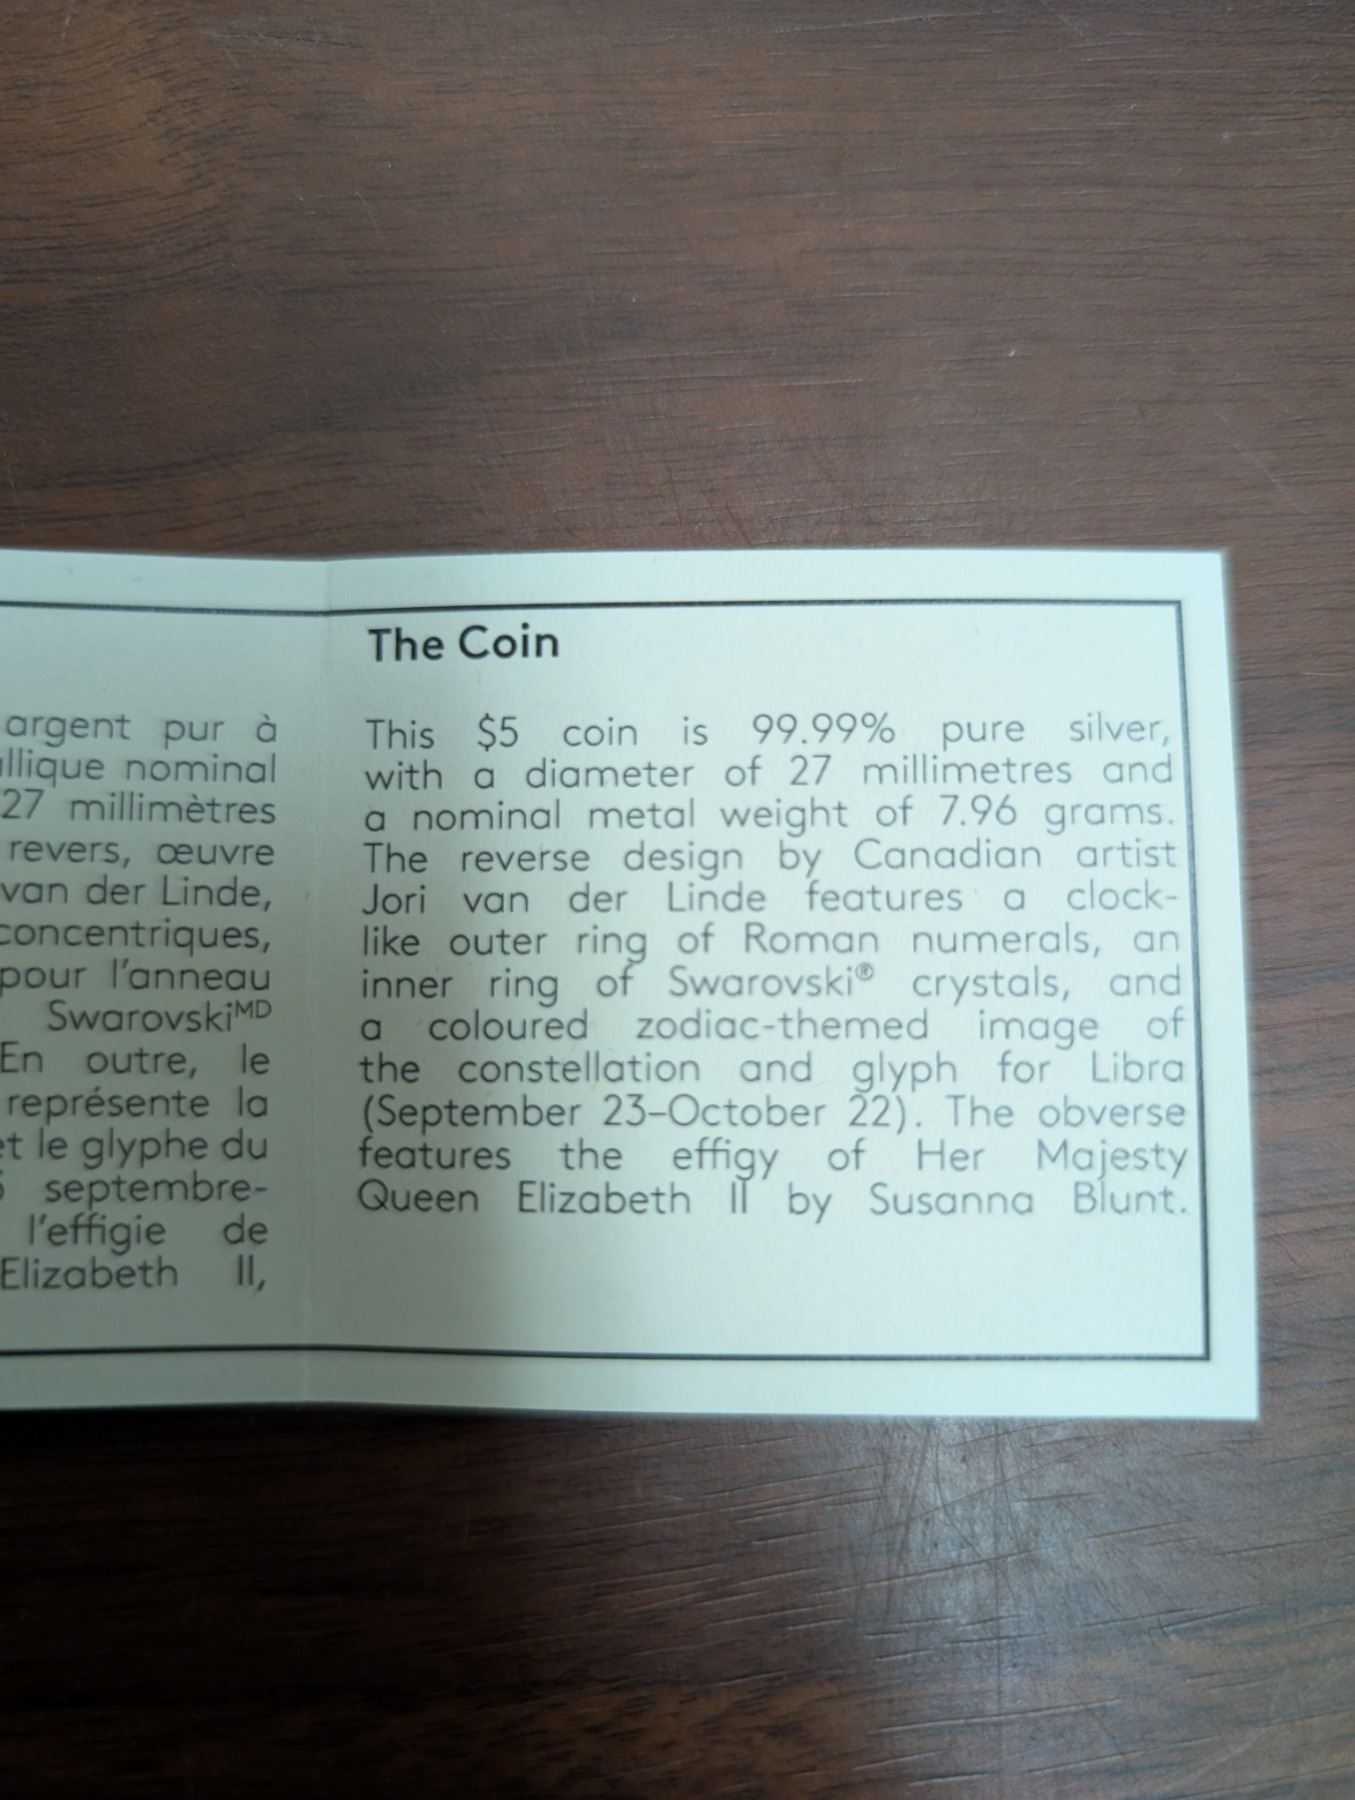 argent pur à
nominal
27 millimètres
revers, œuvre
van der Linde,
concentriques,
pour l'anneau
Swarovskiᴹᴰ
En outre, le
représente la
et le glyphe du
septembre-
l'effigie de
Elizabeth II,
The Coin
This $5 coin is 99.99% pure silver,
with a diameter of 27 millimetres and
a nominal metal weight of 7.96 grams.
The reverse design by Canadian artist
Jori van der Linde features a clock-
like outer ring of Roman numerals, an
inner ring of Swarovski® crystals, and
a coloured zodiac-themed image of
the constellation and glyph for Libra
(September 23–October 22). The obverse
features the effigy of Her Majesty
Queen Elizabeth II by Susanna Blunt.